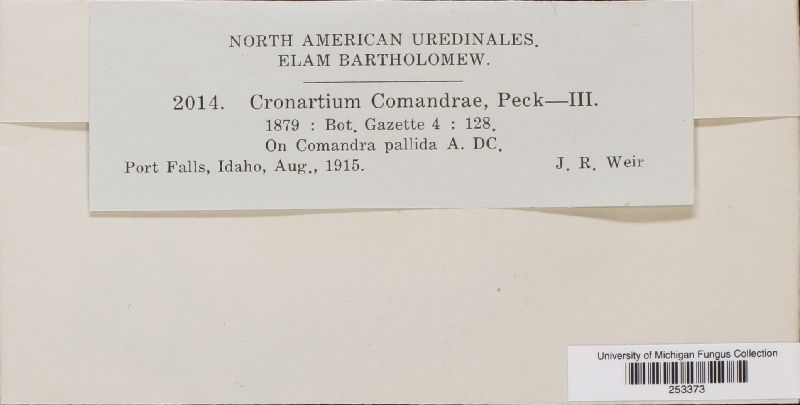 NORTH AMERICAN UREDINALES.
ELAM BARTHOLOMEW.
2014. Cronartium Comandrae, Peck—III.
1879 : Bot. Gazette 4 : 128.
On Comandra pallida A. DC.
Port Falls, Idaho, Aug., 1915. J. R. Weir
University of Michigan Fungus Collection
253373